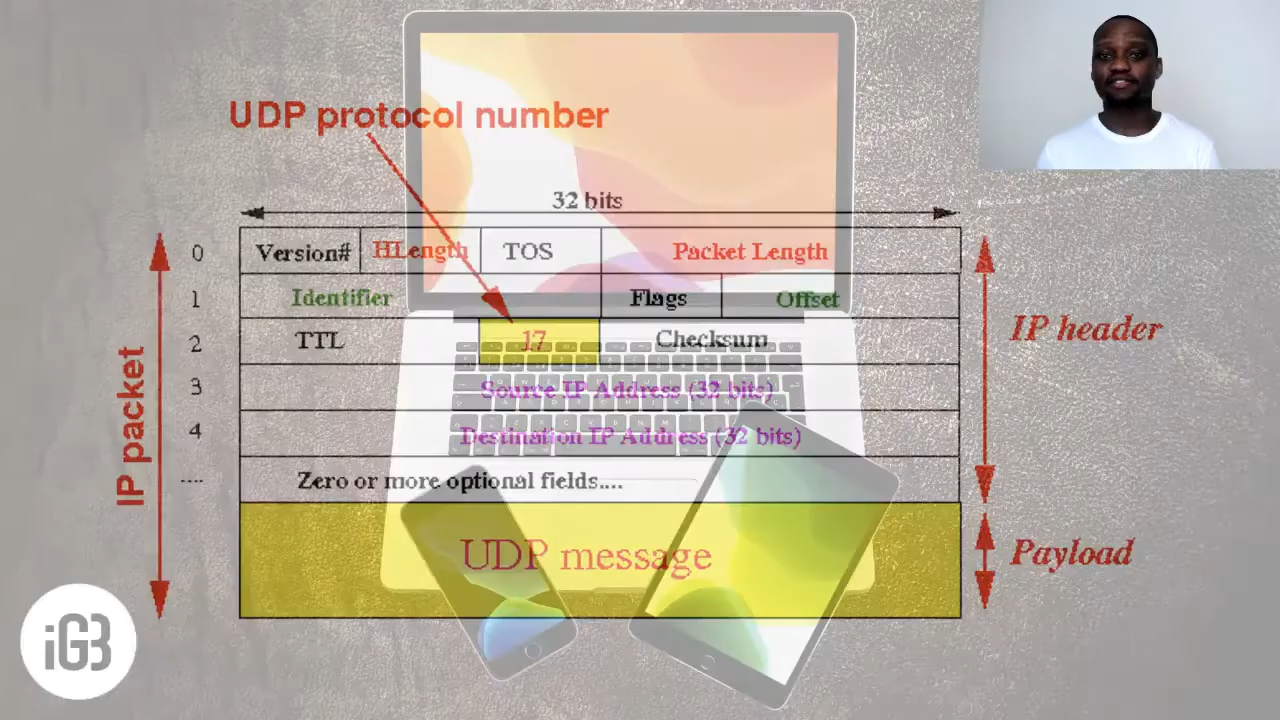 UDP protocol number
32 bits
0 Version# HLength TOS Packet Length
1 Identifier Flags Offset
2 TTL 17 Checksum
3 Source IP Address (32 bits)
4 Destination IP Address (32 bits)
.... Zero or more optional fields....
UDP message
IP packet
IP header
Payload
iGB